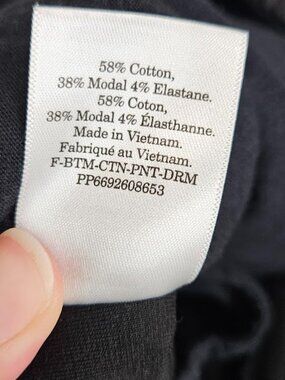 58% Cotton,
38% Modal 4% Elastane.
58% Coton,
38% Modal 4% Élasthanne.
Made in Vietnam.
Fabriqué au Vietnam.
F-BTM-CTN-PNT-DRM
PP6692608653